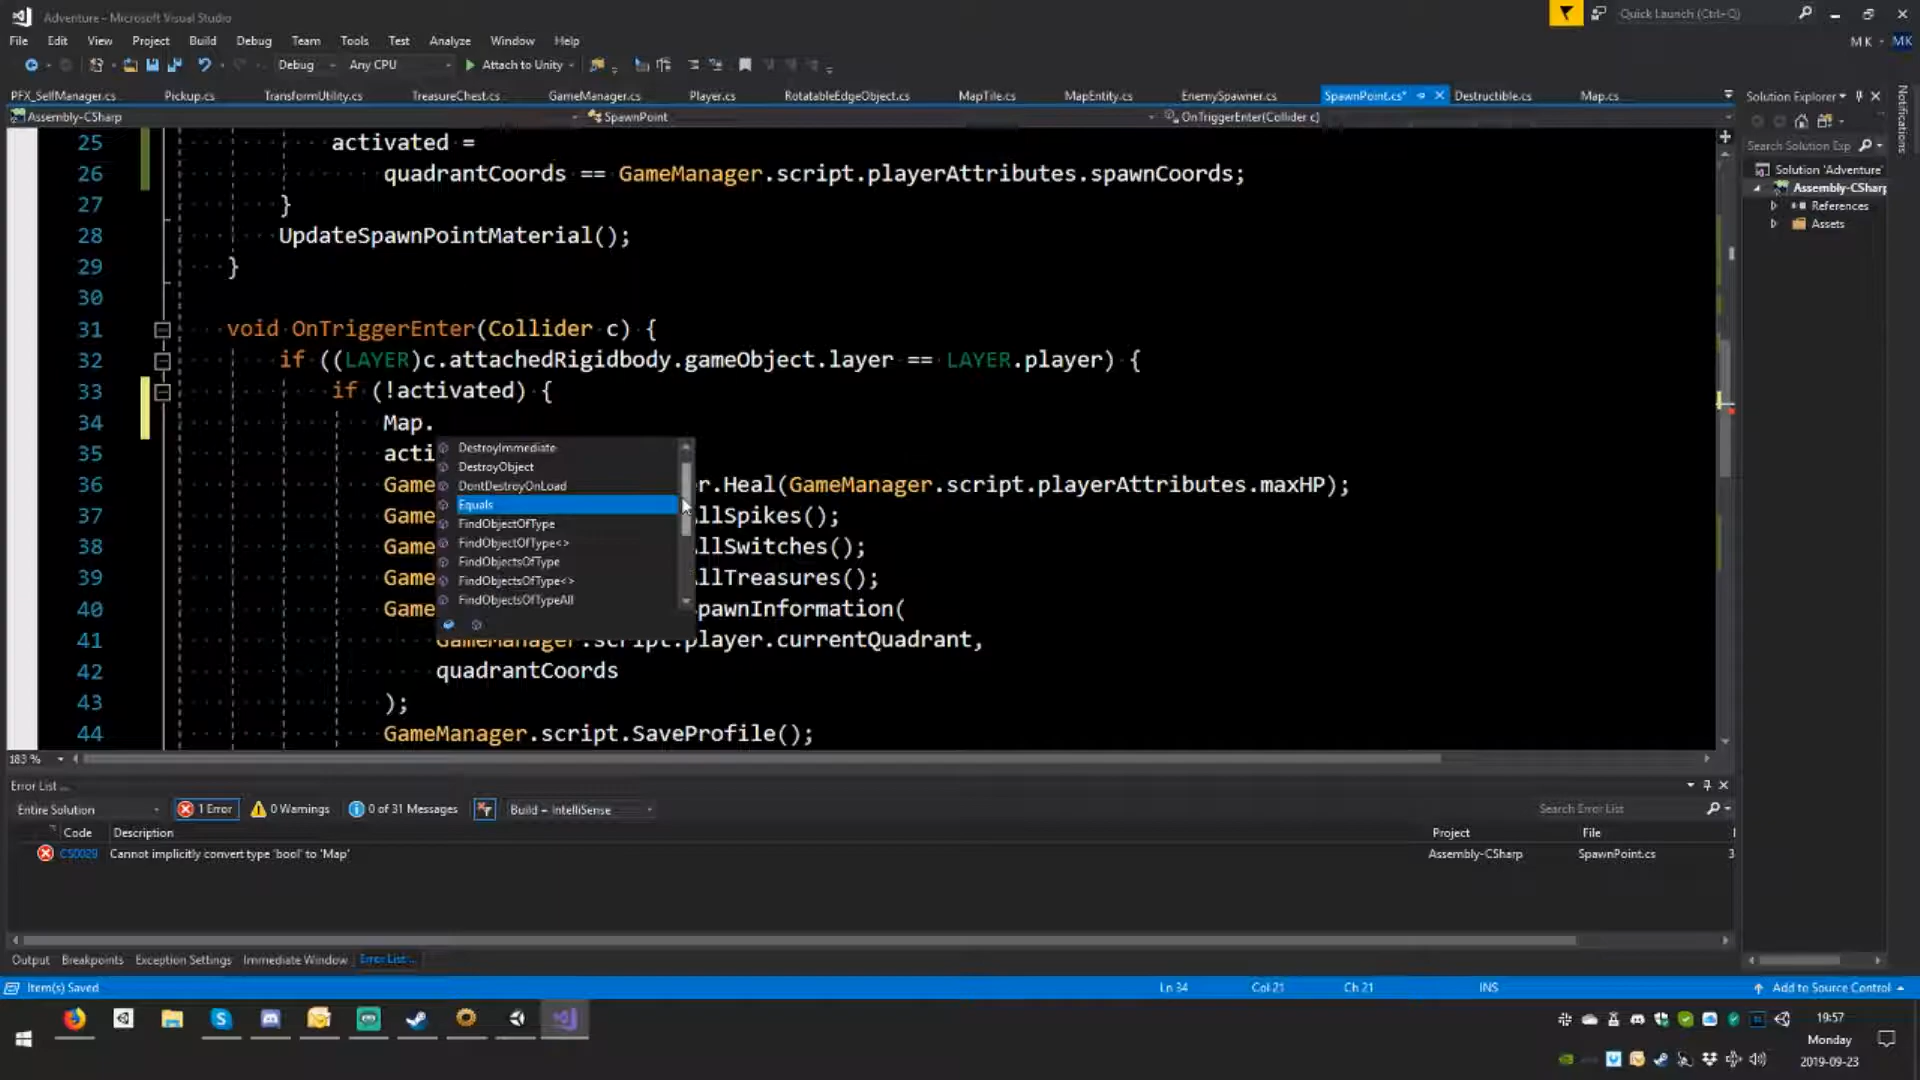 Adventure - Microsoft Visual Studio
Quick Launch (Ctrl+Q)
File Edit View Project Build Debug Team Tools Test Analyze Window Help
MK MK
Debug Any CPU Attach to Unity
PFX_SelfManager.cs Pickup.cs TransformUtility.cs TreasureChest.cs GameManager.cs Player.cs RotatableEdgeObject.cs MapTile.cs MapEntity.cs EnemySpawner.cs SpawnPoint.cs* Destructible.cs Map.cs
Solution Explorer
Notifications
Assembly-CSharp SpawnPoint OnTriggerEnter(Collider c)
Search Solution Exp
Solution 'Adventure'
Assembly-CSharp
References
Assets
25 activated =
26 quadrantCoords == GameManager.script.playerAttributes.spawnCoords;
27 }
28 UpdateSpawnPointMaterial();
29 }
30
31 void OnTriggerEnter(Collider c) {
32 if ((LAYER)c.attachedRigidbody.gameObject.layer == LAYER.player) {
33 if (!activated) {
34 Map.
35 acti
36 Game r.Heal(GameManager.script.playerAttributes.maxHP);
37 Game llSpikes();
38 Game llSwitches();
39 Game llTreasures();
40 Game pawnInformation(
41 GameManager.script.player.currentQuadrant,
42 quadrantCoords
43 );
44 GameManager.script.SaveProfile();
DestroyImmediate
DestroyObject
DontDestroyOnLoad
Equals
FindObjectOfType
FindObjectOfType<>
FindObjectsOfType
FindObjectsOfType<>
FindObjectsOfTypeAll
183 %
Error List ...
Entire Solution 1 Error 0 Warnings 0 of 31 Messages Build + IntelliSense Search Error List
Code Description Project File
CS0029 Cannot implicitly convert type 'bool' to 'Map' Assembly-CSharp SpawnPoint.cs 3
Output Breakpoints Exception Settings Immediate Window Error List ...
Item(s) Saved Ln 34 Col 21 Ch 21 INS Add to Source Control
19:57
Monday
2019-09-23